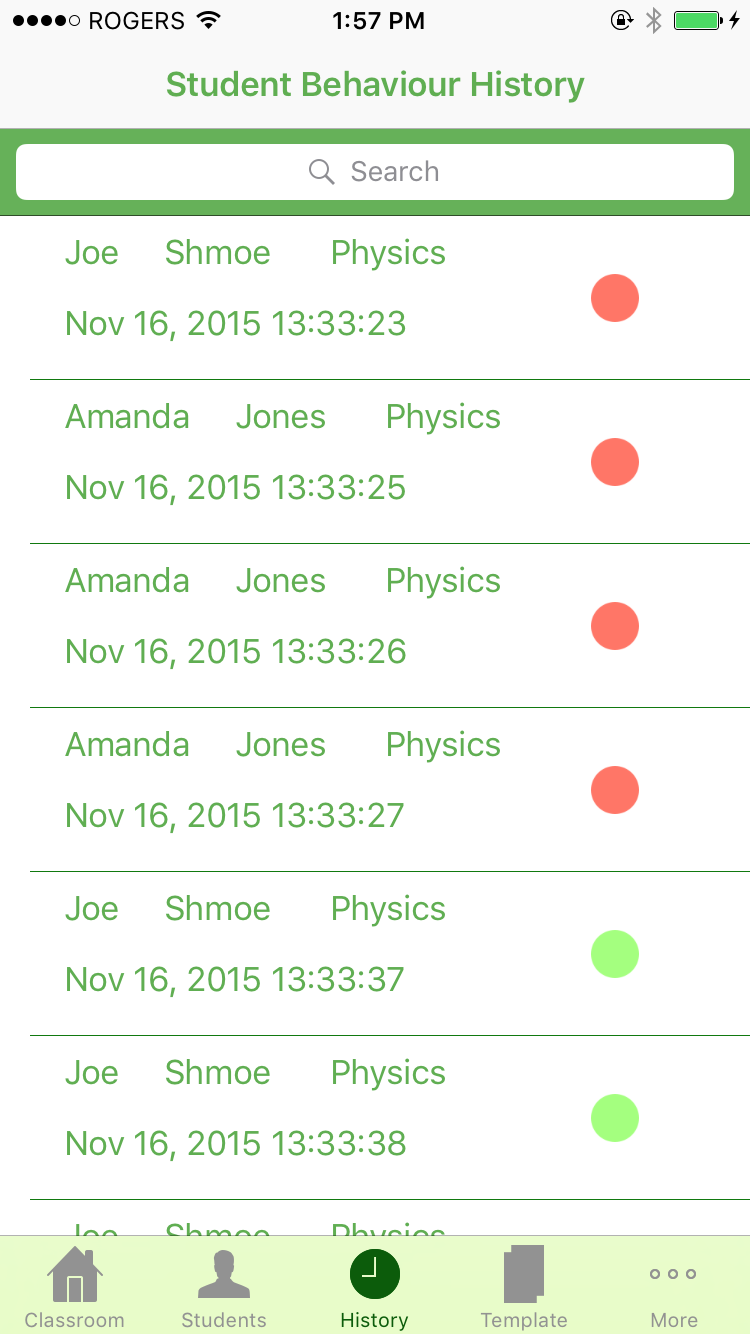 ROGERS 1:57 PM
Student Behaviour History
Search
Joe Shmoe Physics
Nov 16, 2015 13:33:23
Amanda Jones Physics
Nov 16, 2015 13:33:25
Amanda Jones Physics
Nov 16, 2015 13:33:26
Amanda Jones Physics
Nov 16, 2015 13:33:27
Joe Shmoe Physics
Nov 16, 2015 13:33:37
Joe Shmoe Physics
Nov 16, 2015 13:33:38
Joe Shmoe Physics
Classroom Students History Template More